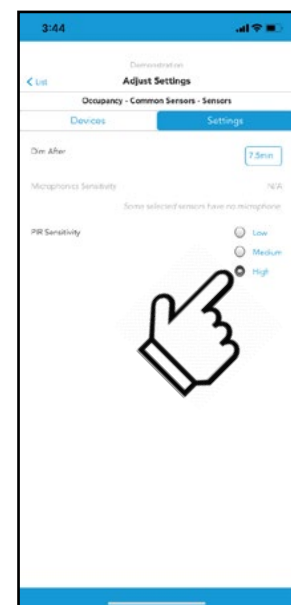 3:44
Demonstration
List
Adjust Settings
Occupancy - Common Sensors - Sensors
Devices
Settings
Dim After
7.5min
Microphonics Sensitivity
N/A
Some selected sensors have no microphone.
PIR Sensitivity
Low
Medium
High